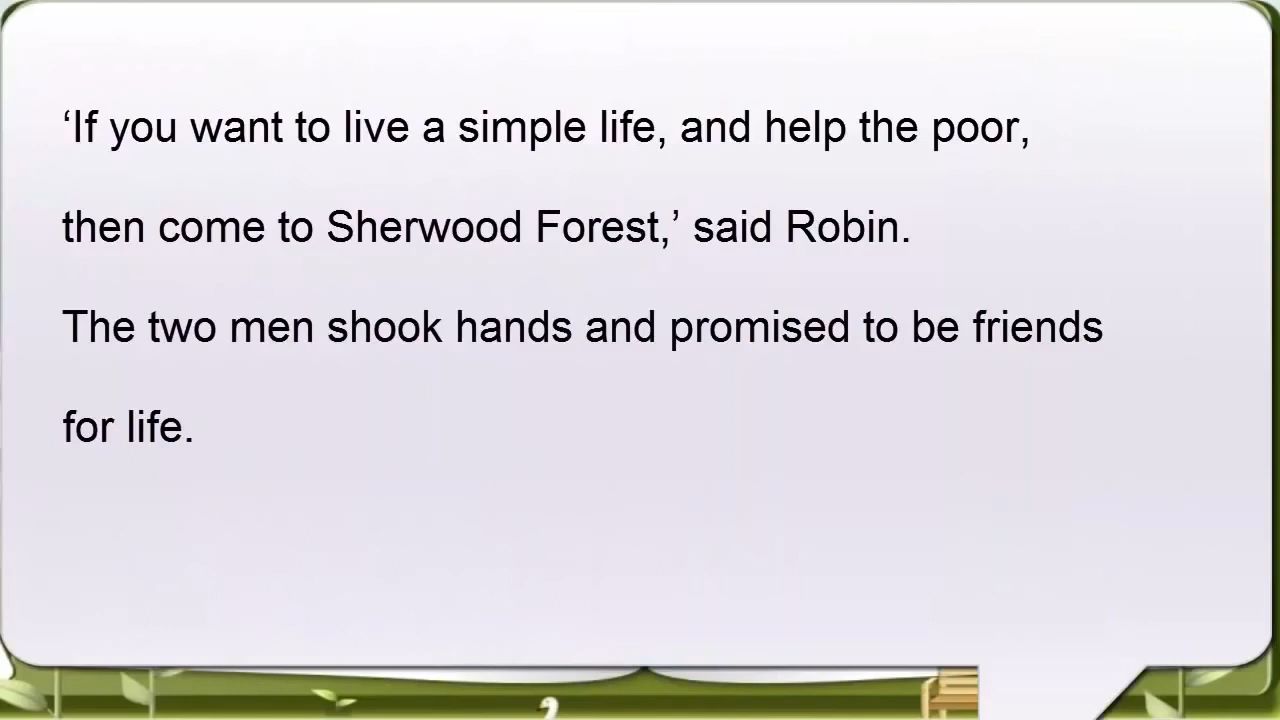 ‘If you want to live a simple life, and help the poor,
then come to Sherwood Forest,’ said Robin.
The two men shook hands and promised to be friends
for life.